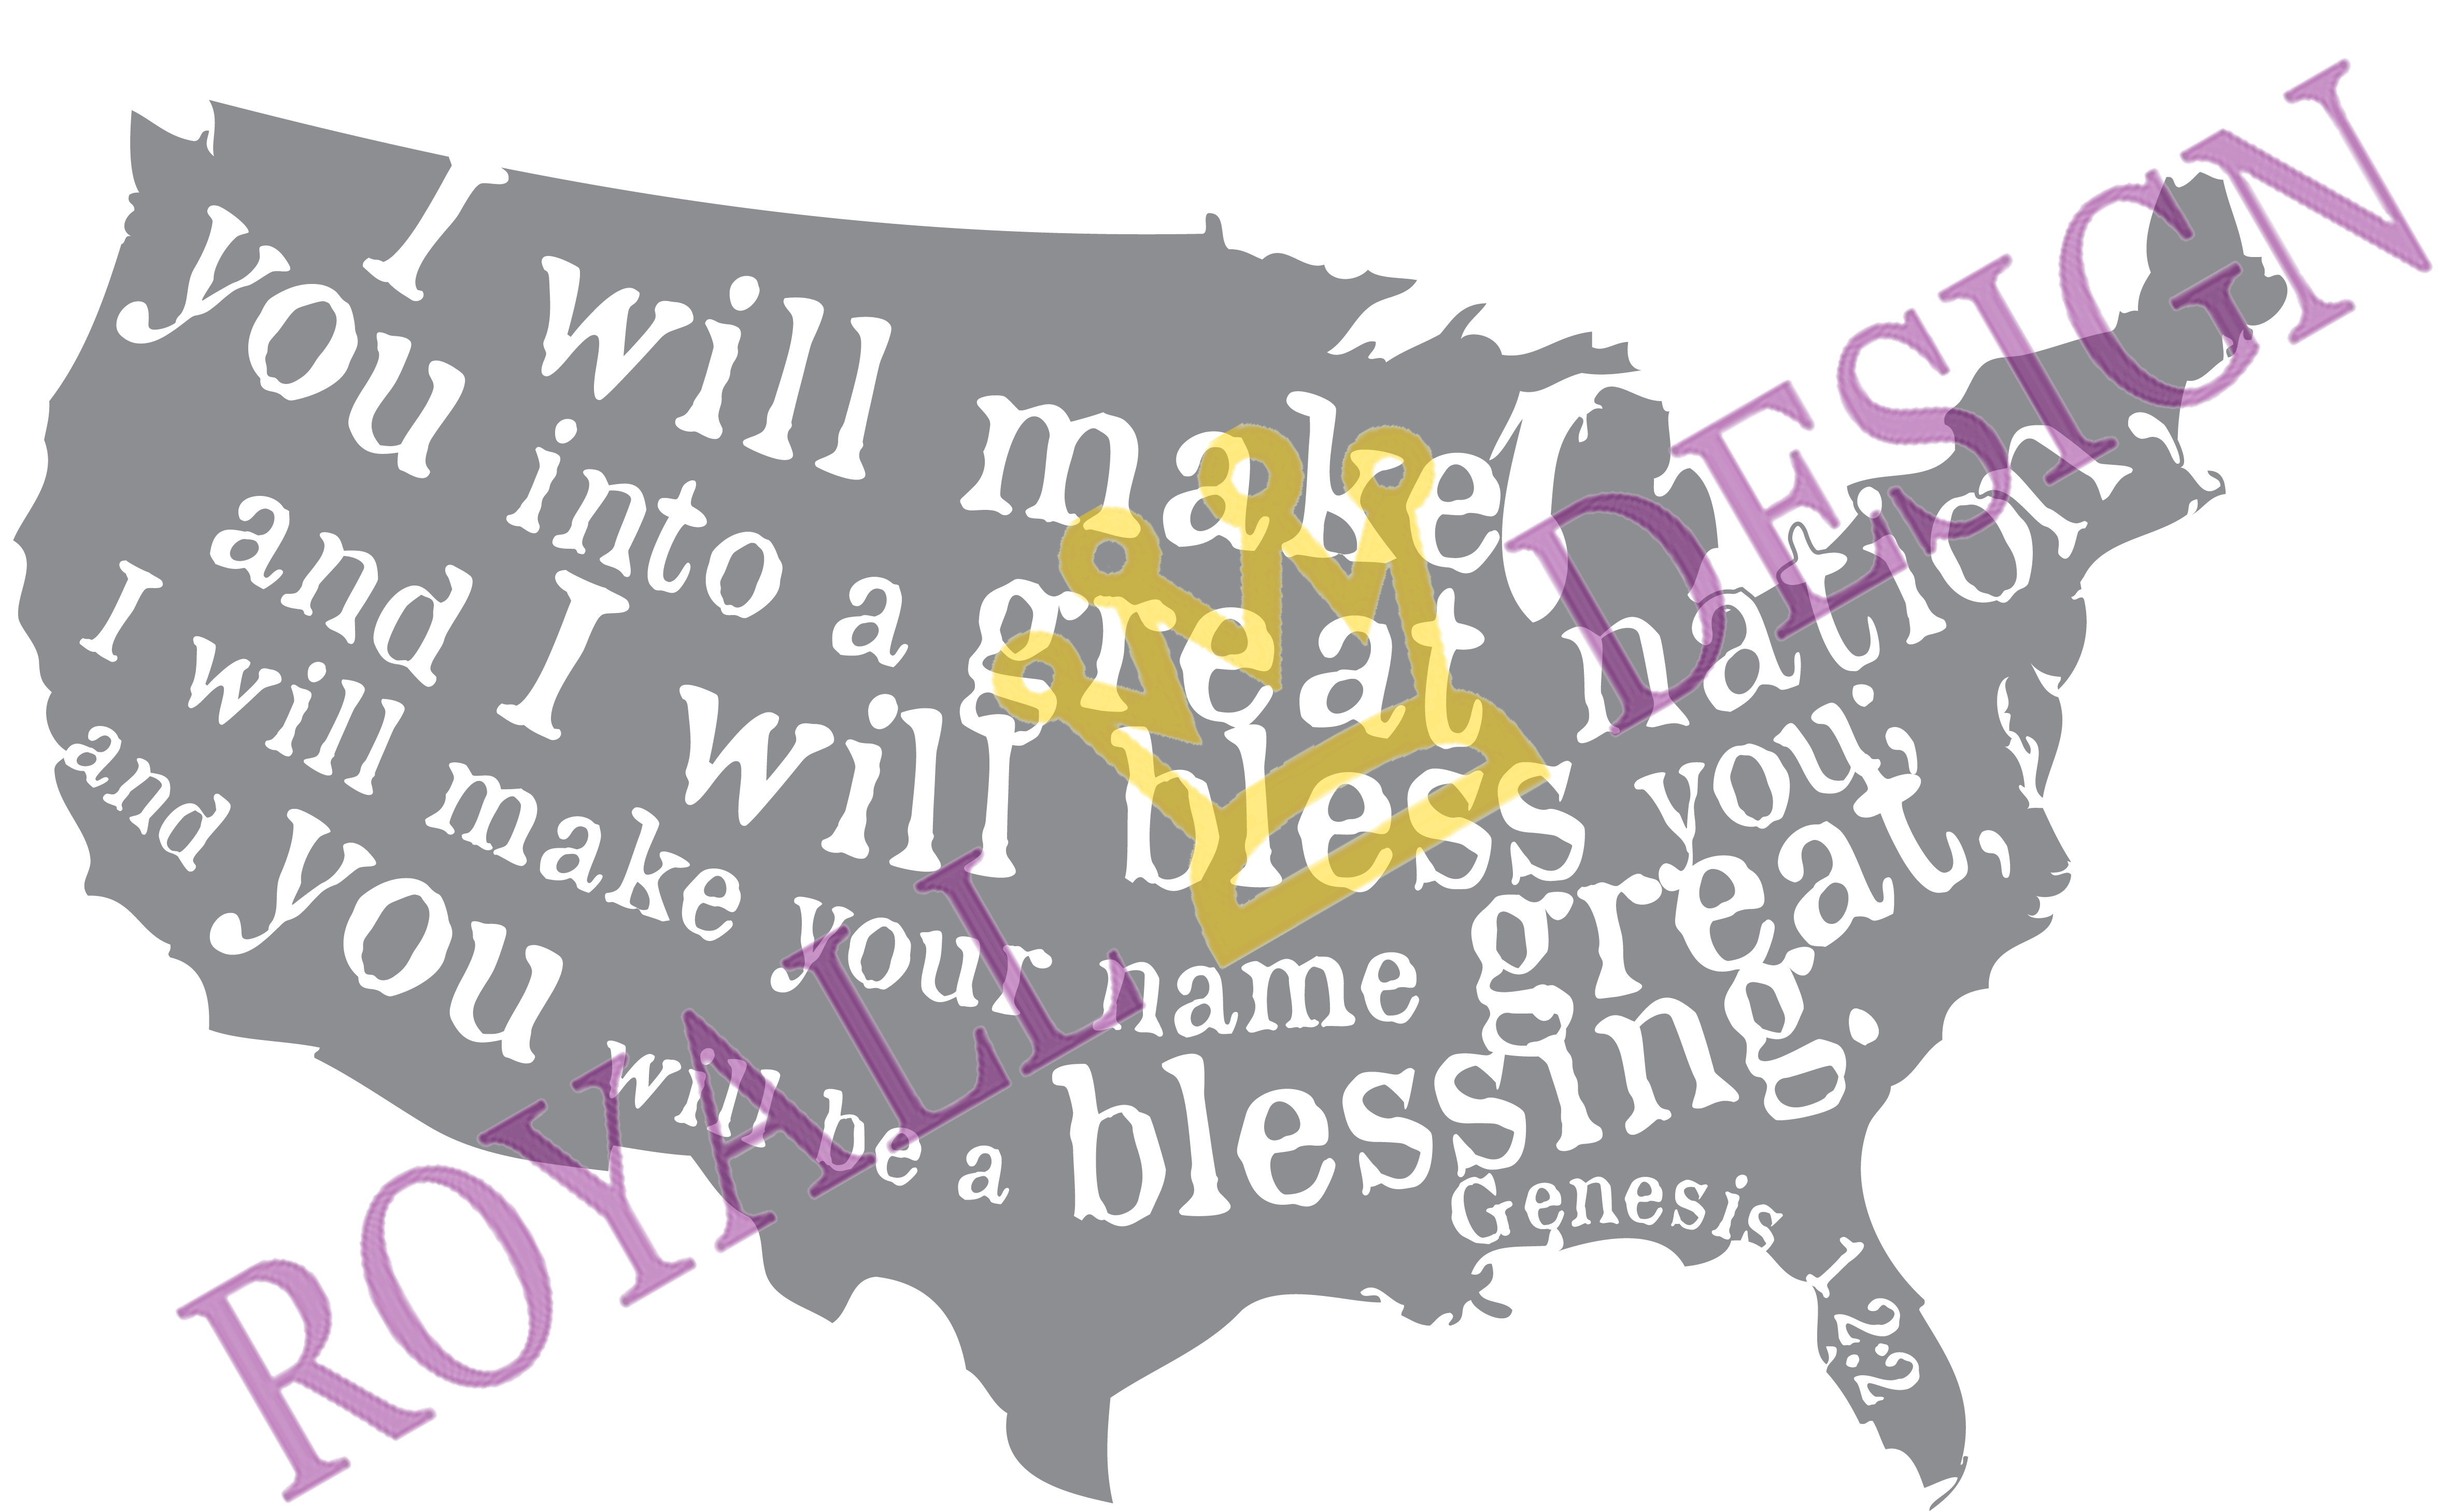 I will make
you into a great nation,
and I will bless you;
I will make your name great,
and you will be a blessing.
Genesis 12:2
ROYALL DESIGN